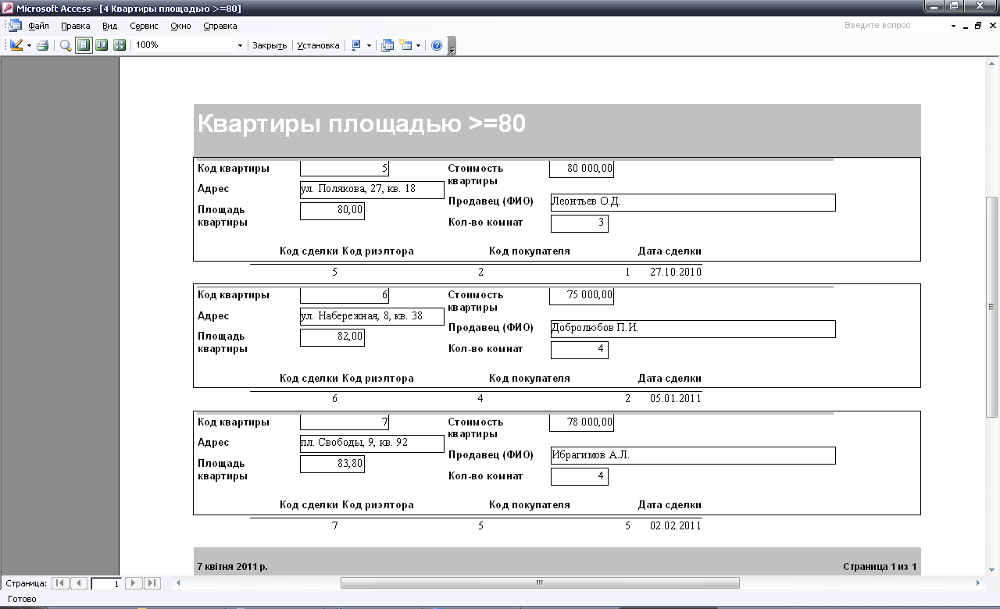 Microsoft Access - [4 Квартиры площадью >=80]
Файл Правка Вид Сервис Окно Справка Введите вопрос
100% Закрыть Установка
Квартиры площадью >=80
Код квартиры 5 Стоимость квартиры 80 000,00
Адрес ул. Полякова, 27, кв. 18
Продавец (ФИО) Леонтьев О.Д.
Площадь квартиры 80,00
Кол-во комнат 3
Код сделки Код риэлтора Код покупателя Дата сделки
5 2 1 27.10.2010
Код квартиры 6 Стоимость квартиры 75 000,00
Адрес ул. Набережная, 8, кв. 38
Продавец (ФИО) Добролюбов П.И.
Площадь квартиры 82,00
Кол-во комнат 4
Код сделки Код риэлтора Код покупателя Дата сделки
6 4 2 05.01.2011
Код квартиры 7 Стоимость квартиры 78 000,00
Адрес пл. Свободы, 9, кв. 92
Продавец (ФИО) Ибрагимов А.Л.
Площадь квартиры 83,80
Кол-во комнат 4
Код сделки Код риэлтора Код покупателя Дата сделки
7 5 5 02.02.2011
7 квітня 2011 р. Страница 1 из 1
Страница: 1
Готово